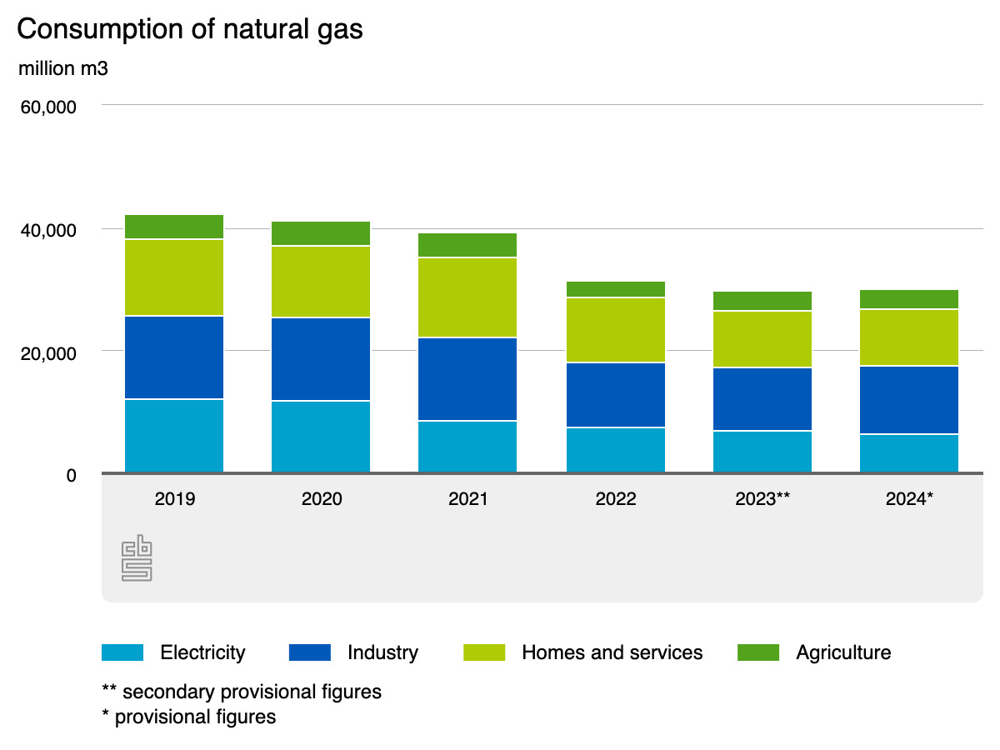 Consumption of natural gas
million m3
60,000
40,000
20,000
0
2019 2020 2021 2022 2023** 2024*
cbs
Electricity Industry Homes and services Agriculture
** secondary provisional figures
* provisional figures